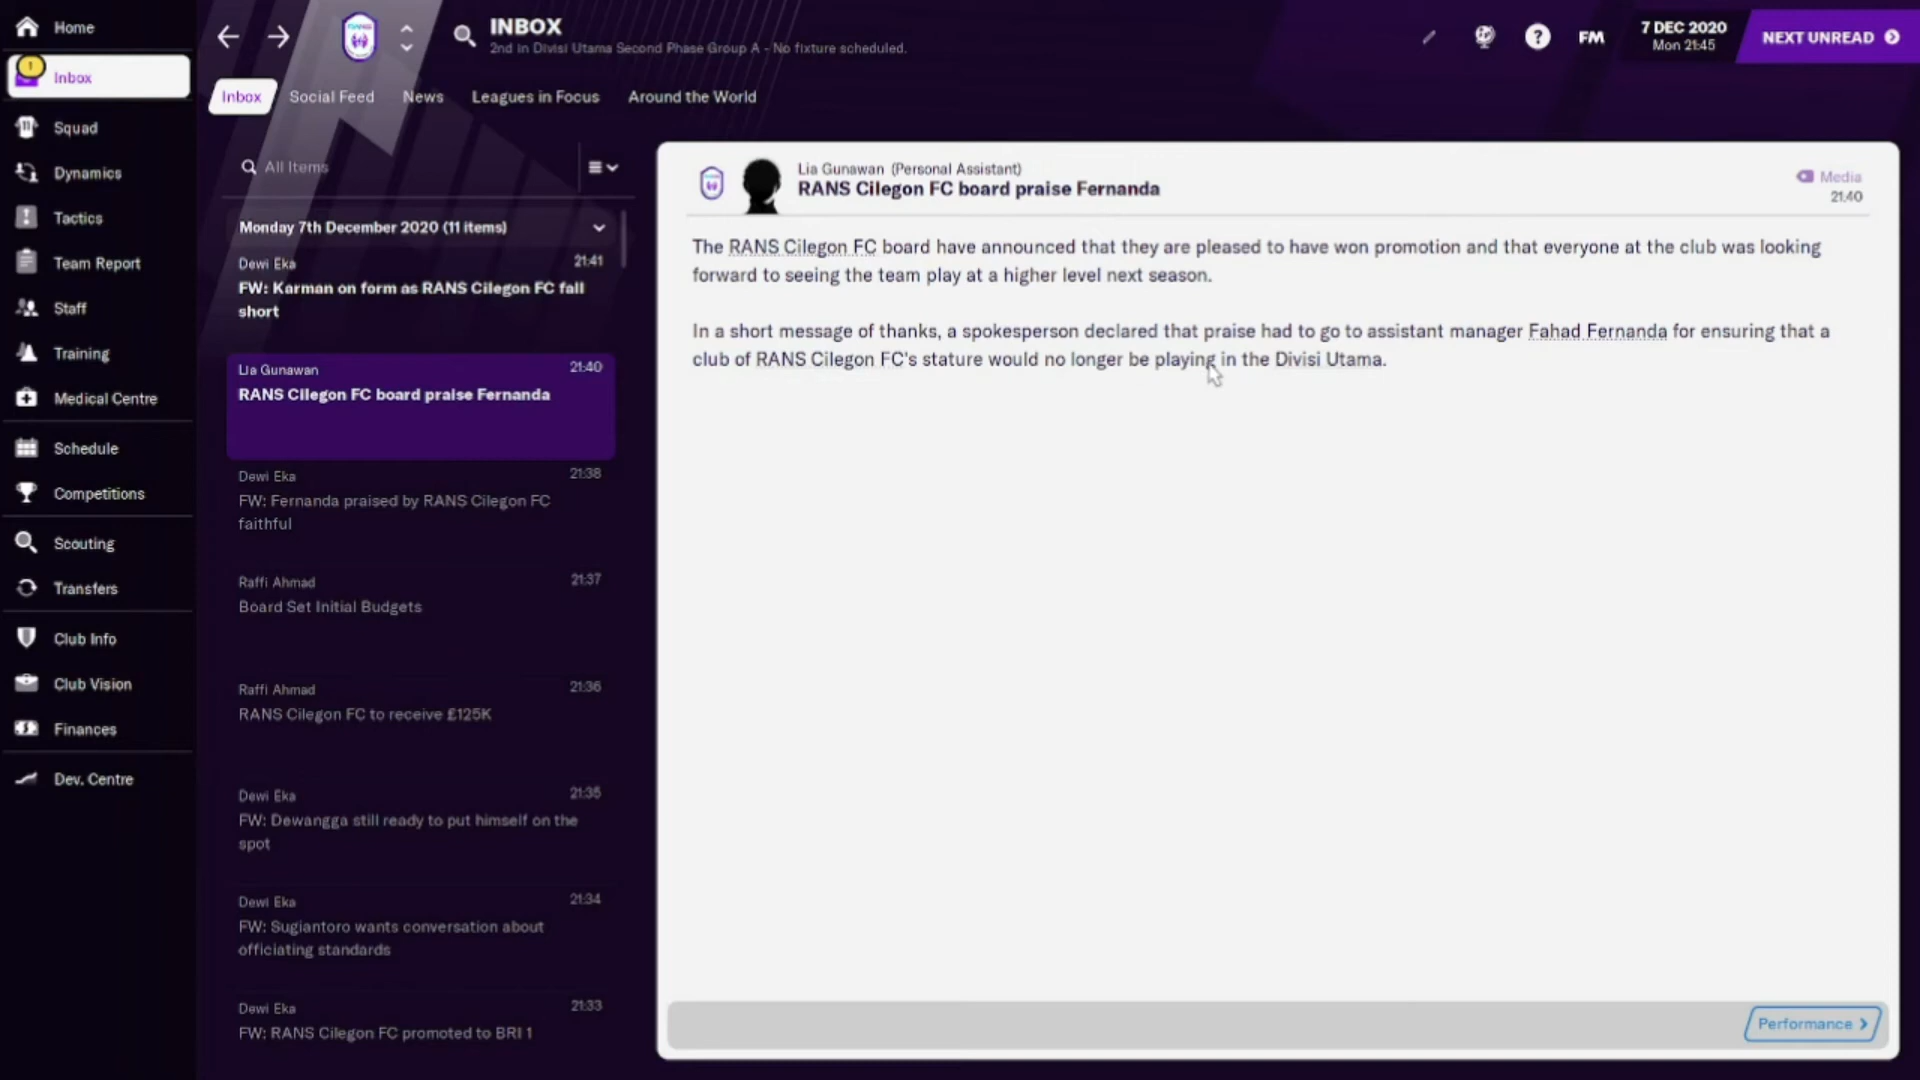 Home
Inbox
Squad
Dynamics
Tactics
Team Report
Staff
Training
Medical Centre
Schedule
Competitions
Scouting
Transfers
Club Info
Club Vision
Finances
Dev. Centre
INBOX
2nd in Divisi Utama Second Phase Group A - No fixture scheduled.
?
FM
7 DEC 2020
Mon 21:45
NEXT UNREAD
Inbox
Social Feed
News
Leagues in Focus
Around the World
All Items
Monday 7th December 2020 (11 items)
Dewi Eka
21:41
FW: Karman on form as RANS Cilegon FC fall
short
Lia Gunawan
21:40
RANS Cilegon FC board praise Fernanda
Dewi Eka
21:38
FW: Fernanda praised by RANS Cilegon FC
faithful
Raffi Ahmad
21:37
Board Set Initial Budgets
Raffi Ahmad
21:36
RANS Cilegon FC to receive £125K
Dewi Eka
21:35
FW: Dewangga still ready to put himself on the
spot
Dewi Eka
21:34
FW: Sugiantoro wants conversation about
officiating standards
Dewi Eka
21:33
FW: RANS Cilegon FC promoted to BRI 1
Lia Gunawan (Personal Assistant)
RANS Cilegon FC board praise Fernanda
Media
21:40
The RANS Cilegon FC board have announced that they are pleased to have won promotion and that everyone at the club was looking
forward to seeing the team play at a higher level next season.
In a short message of thanks, a spokesperson declared that praise had to go to assistant manager Fahad Fernanda for ensuring that a
club of RANS Cilegon FC's stature would no longer be playing in the Divisi Utama.
Performance